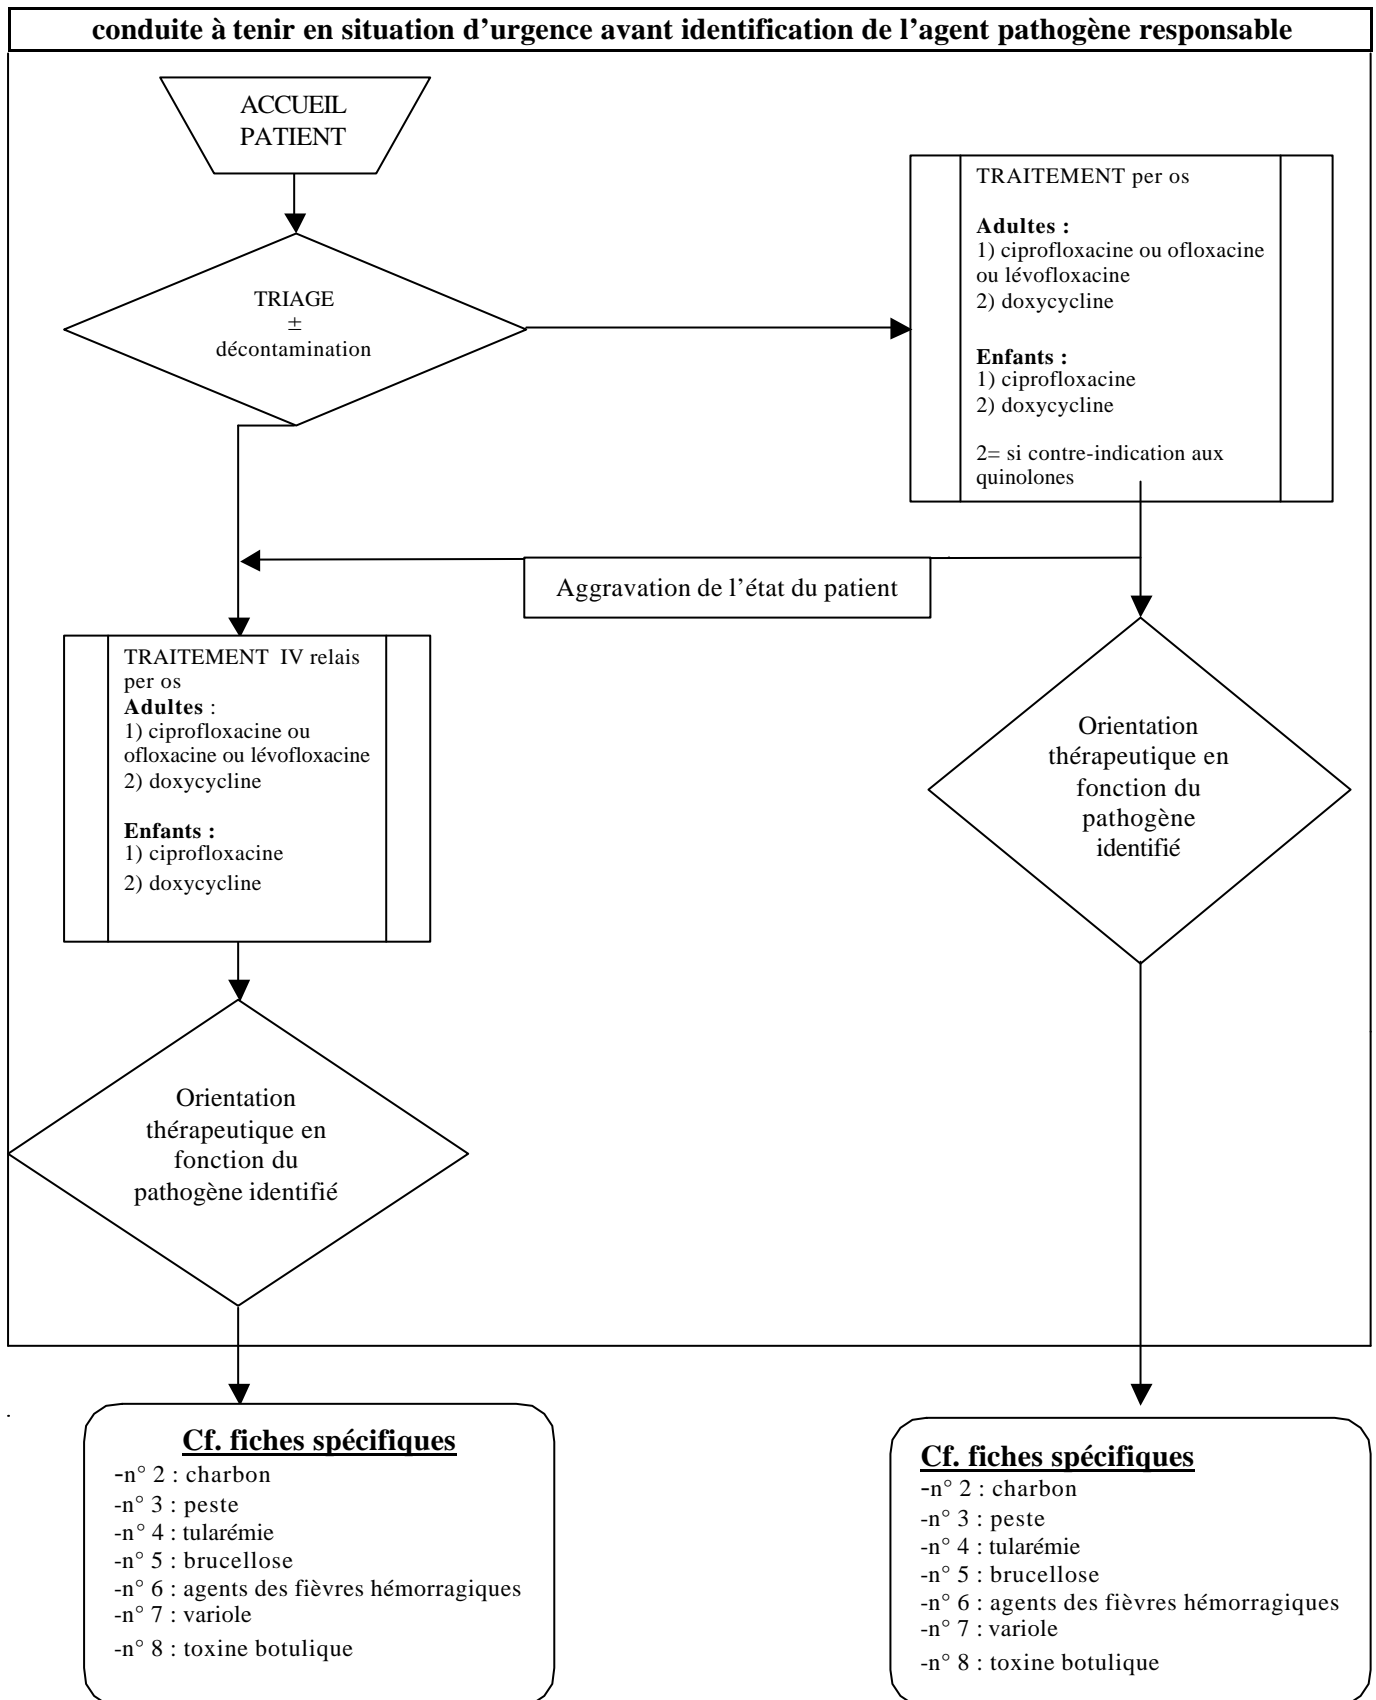 conduite à tenir en situation d’urgence avant identification de l’agent pathogène responsable
ACCUEIL
PATIENT
TRIAGE
±
décontamination
TRAITEMENT per os
Adultes :
1) ciprofloxacine ou ofloxacine
ou lévofloxacine
2) doxycycline
Enfants :
1) ciprofloxacine
2) doxycycline
2= si contre-indication aux
quinolones
Aggravation de l’état du patient
TRAITEMENT IV relais
per os
Adultes :
1) ciprofloxacine ou
ofloxacine ou lévofloxacine
2) doxycycline
Enfants :
1) ciprofloxacine
2) doxycycline
Orientation
thérapeutique en
fonction du
pathogène
identifié
Orientation
thérapeutique en
fonction du
pathogène identifié
Cf. fiches spécifiques
-n° 2 : charbon
-n° 3 : peste
-n° 4 : tularémie
-n° 5 : brucellose
-n° 6 : agents des fièvres hémorragiques
-n° 7 : variole
-n° 8 : toxine botulique
Cf. fiches spécifiques
-n° 2 : charbon
-n° 3 : peste
-n° 4 : tularémie
-n° 5 : brucellose
-n° 6 : agents des fièvres hémorragiques
-n° 7 : variole
-n° 8 : toxine botulique